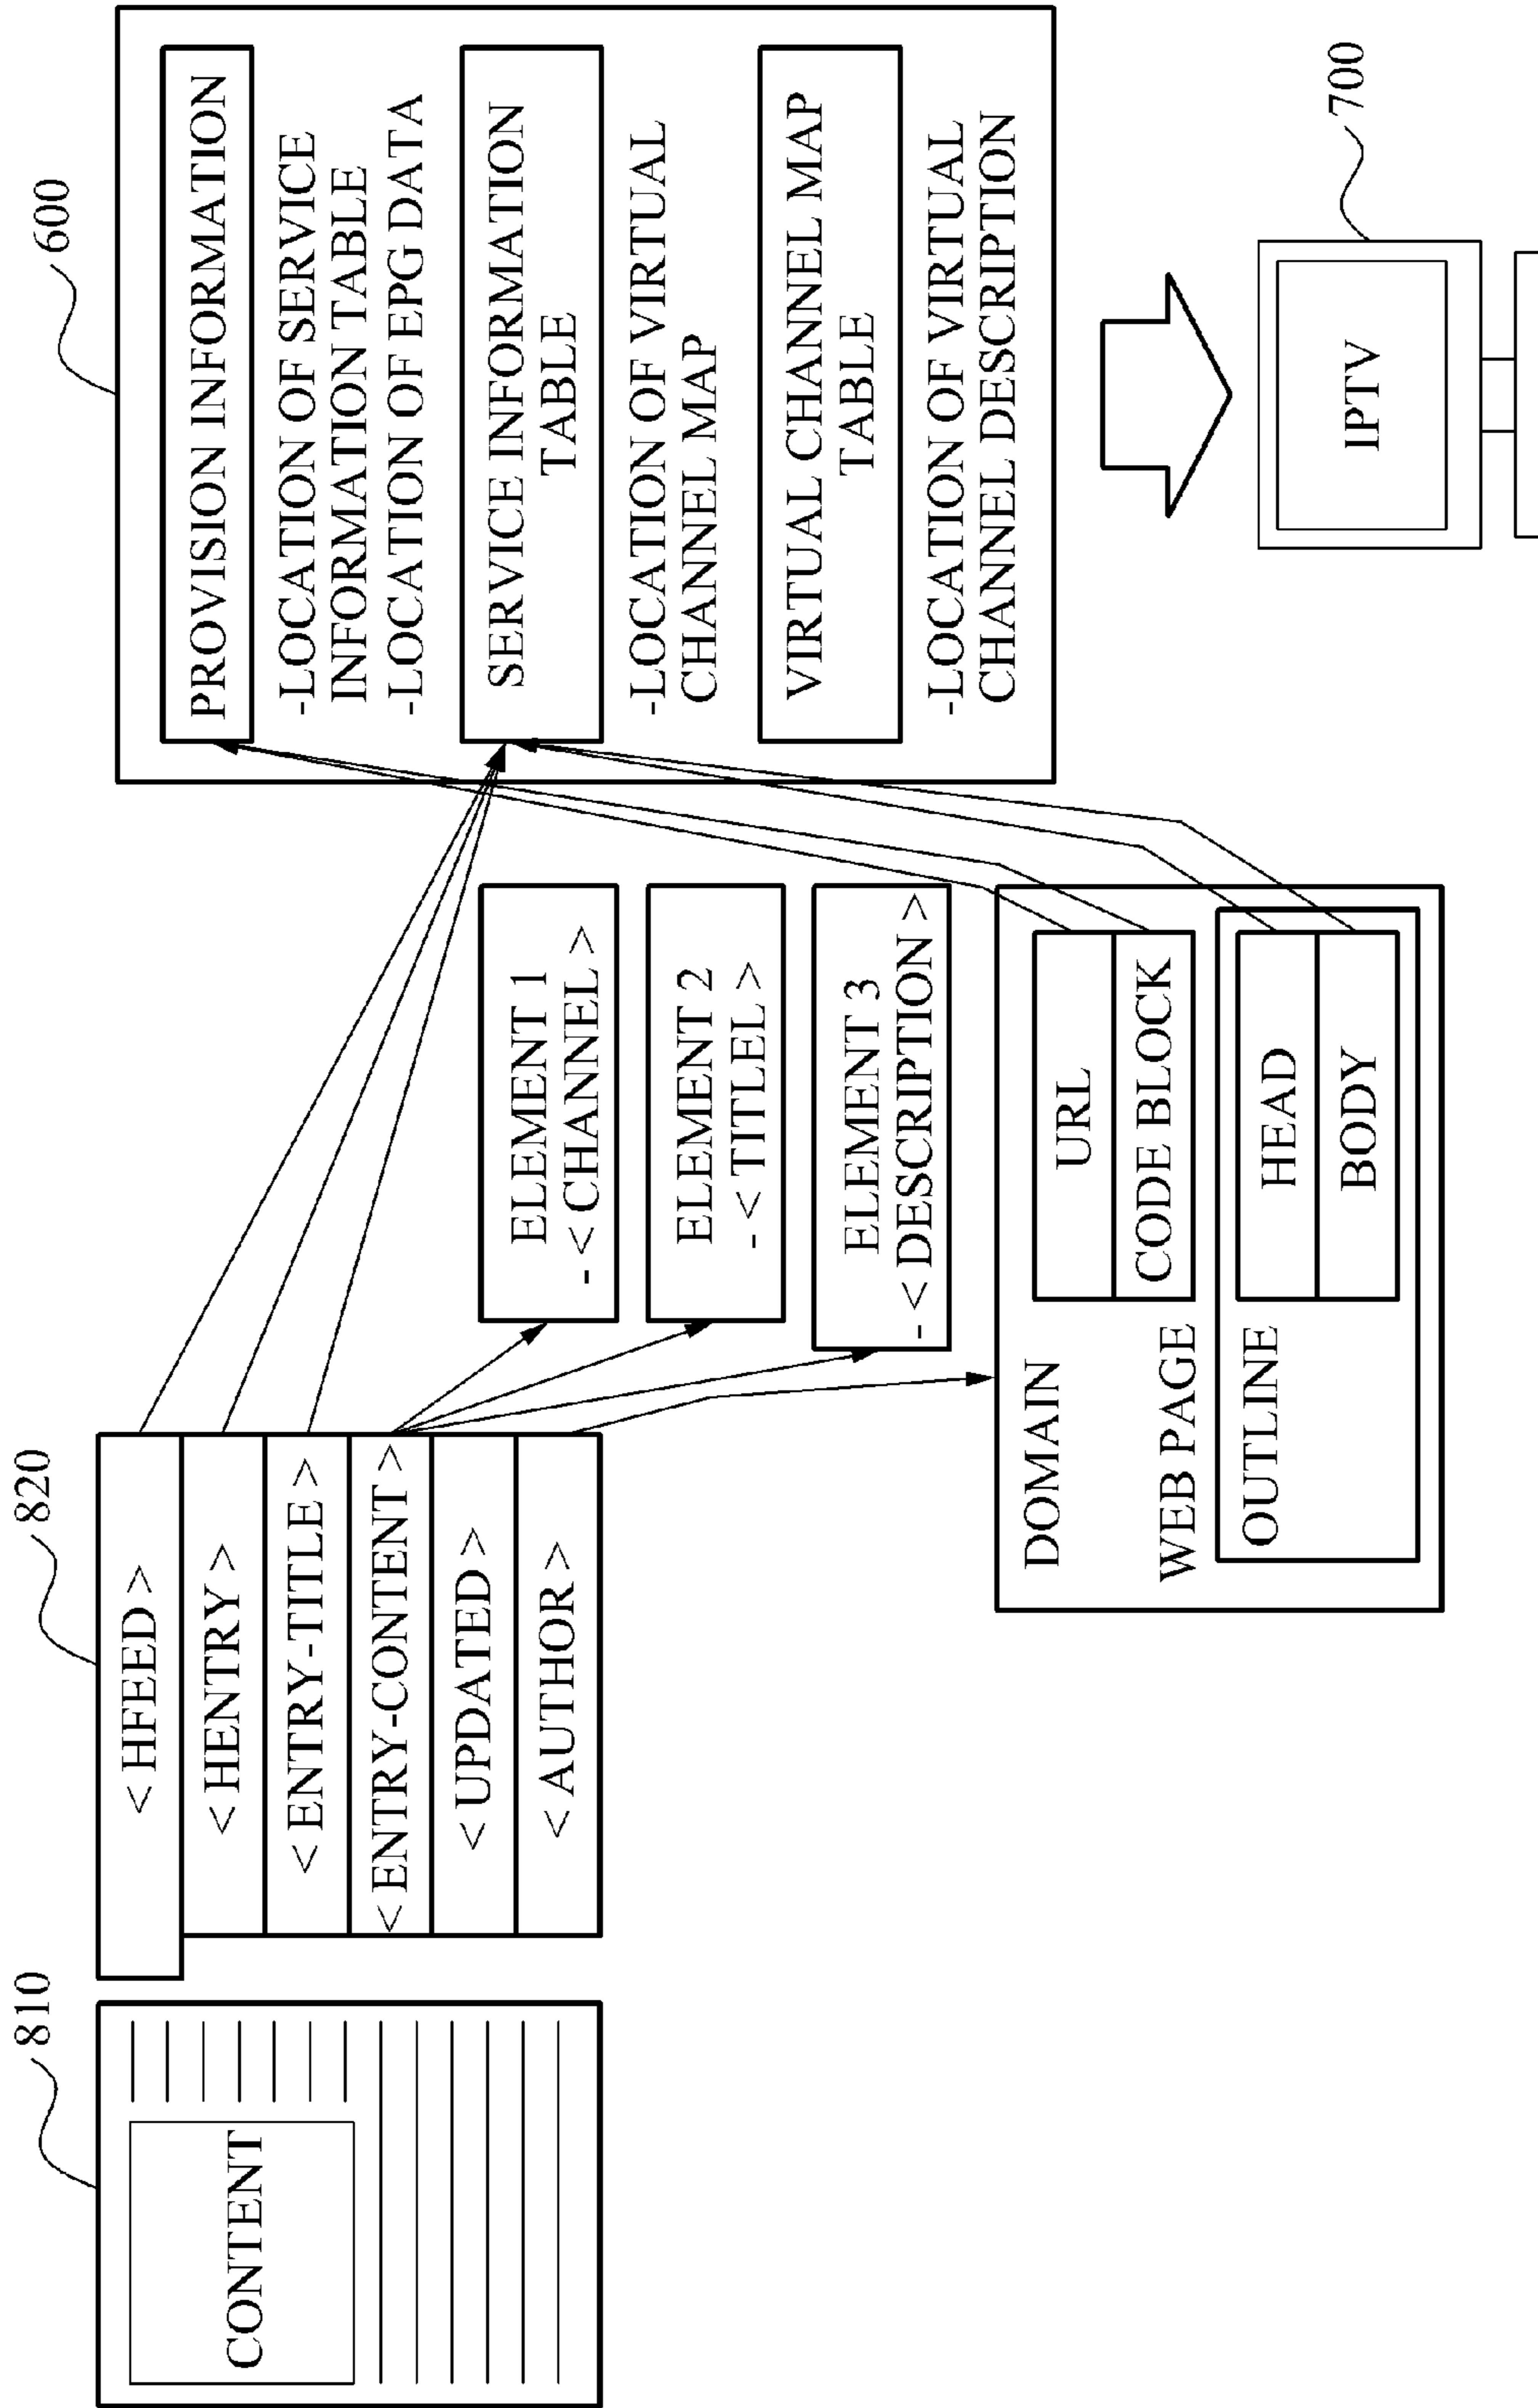 810
CONTENT
820
< HFEED >
< HENTRY >
< ENTRY-TITLE >
< ENTRY-CONTENT >
< UPDATED >
< AUTHOR >
ELEMENT 1
- < CHANNEL >
ELEMENT 2
- < TITLEL >
ELEMENT 3
- < DESCRIPTION >
DOMAIN
WEB PAGE
URL
CODE BLOCK
OUTLINE
HEAD
BODY
600
PROVISION INFORMATION
-LOCATION OF SERVICE
INFORMATION TABLE
-LOCATION OF EPG DATA
SERVICE INFORMATION
TABLE
-LOCATION OF VIRTUAL
CHANNEL MAP
VIRTUAL CHANNEL MAP
TABLE
-LOCATION OF VIRTUAL
CHANNEL DESCRIPTION
700
IPTV